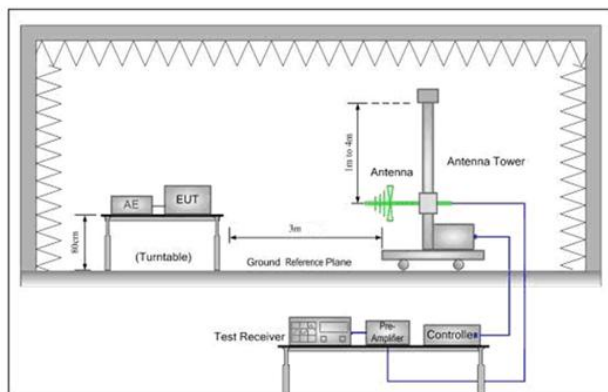 1m to 4m
Antenna
Antenna Tower
AE
EUT
80cm
(Turntable)
3m
Ground Reference Plane
Test Receiver
Pre-
Amplifier
Controller